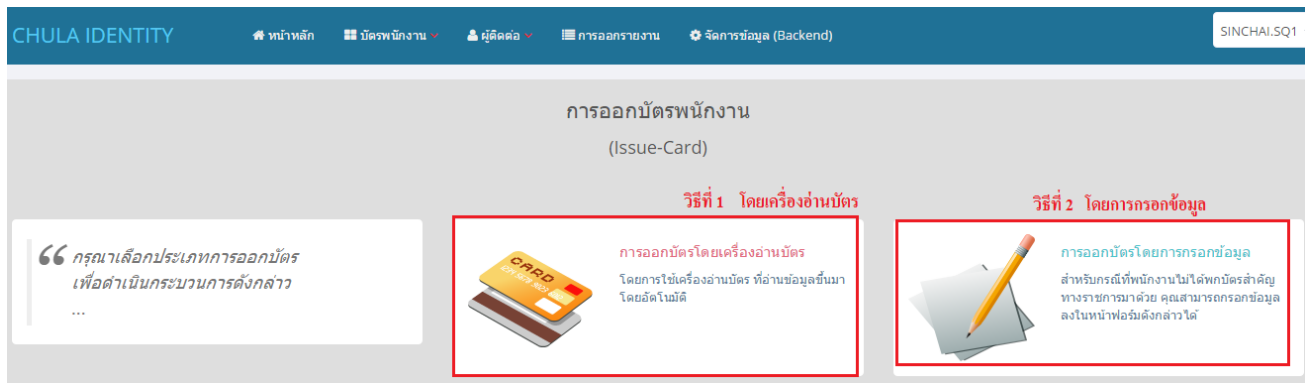 CHULA IDENTITY หน้าหลัก บัตรพนักงาน ผู้ติดต่อ การออกรายงาน จัดการข้อมูล (Backend) SINCHAI.SQ1
การออกบัตรพนักงาน
(Issue-Card)
วิธีที่ 1 โดยเครื่องอ่านบัตร
วิธีที่ 2 โดยการกรอกข้อมูล
กรุณาเลือกประเภทการออกบัตร
เพื่อดำเนินกระบวนการดังกล่าว
...
CARD
การออกบัตรโดยเครื่องอ่านบัตร
โดยการใช้เครื่องอ่านบัตร ที่อ่านข้อมูลขึ้นมา
โดยอัตโนมัติ
การออกบัตรโดยการกรอกข้อมูล
สำหรับกรณีที่พนักงานไม่ได้พกบัตรสำคัญ
ทางราชการมาด้วย คุณสามารถกรอกข้อมูล
ลงในหน้าฟอร์มดังกล่าวได้